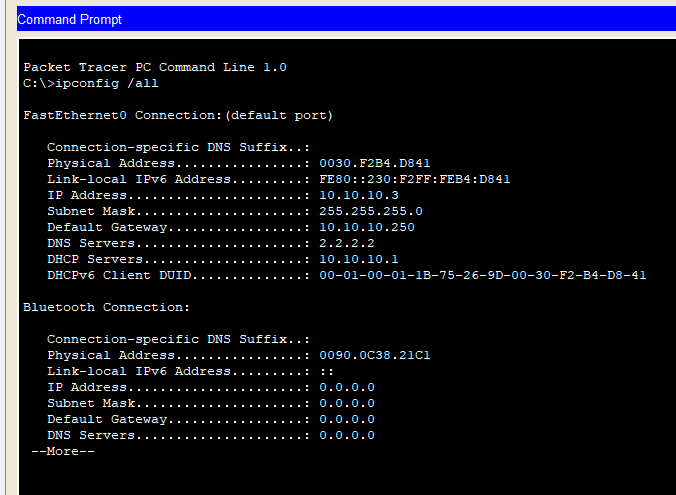 Command Prompt
Packet Tracer PC Command Line 1.0
C:\>ipconfig /all
FastEthernet0 Connection:(default port)
Connection-specific DNS Suffix..:
Physical Address................: 0030.F2B4.D841
Link-local IPv6 Address.........: FE80::230:F2FF:FEB4:D841
IP Address......................: 10.10.10.3
Subnet Mask.....................: 255.255.255.0
Default Gateway.................: 10.10.10.250
DNS Servers.....................: 2.2.2.2
DHCP Servers....................: 10.10.10.1
DHCPv6 Client DUID..............: 00-01-00-01-1B-75-26-9D-00-30-F2-B4-D8-41
Bluetooth Connection:
Connection-specific DNS Suffix..:
Physical Address................: 0090.0C38.21C1
Link-local IPv6 Address.........: ::
IP Address......................: 0.0.0.0
Subnet Mask.....................: 0.0.0.0
Default Gateway.................: 0.0.0.0
DNS Servers.....................: 0.0.0.0
--More--